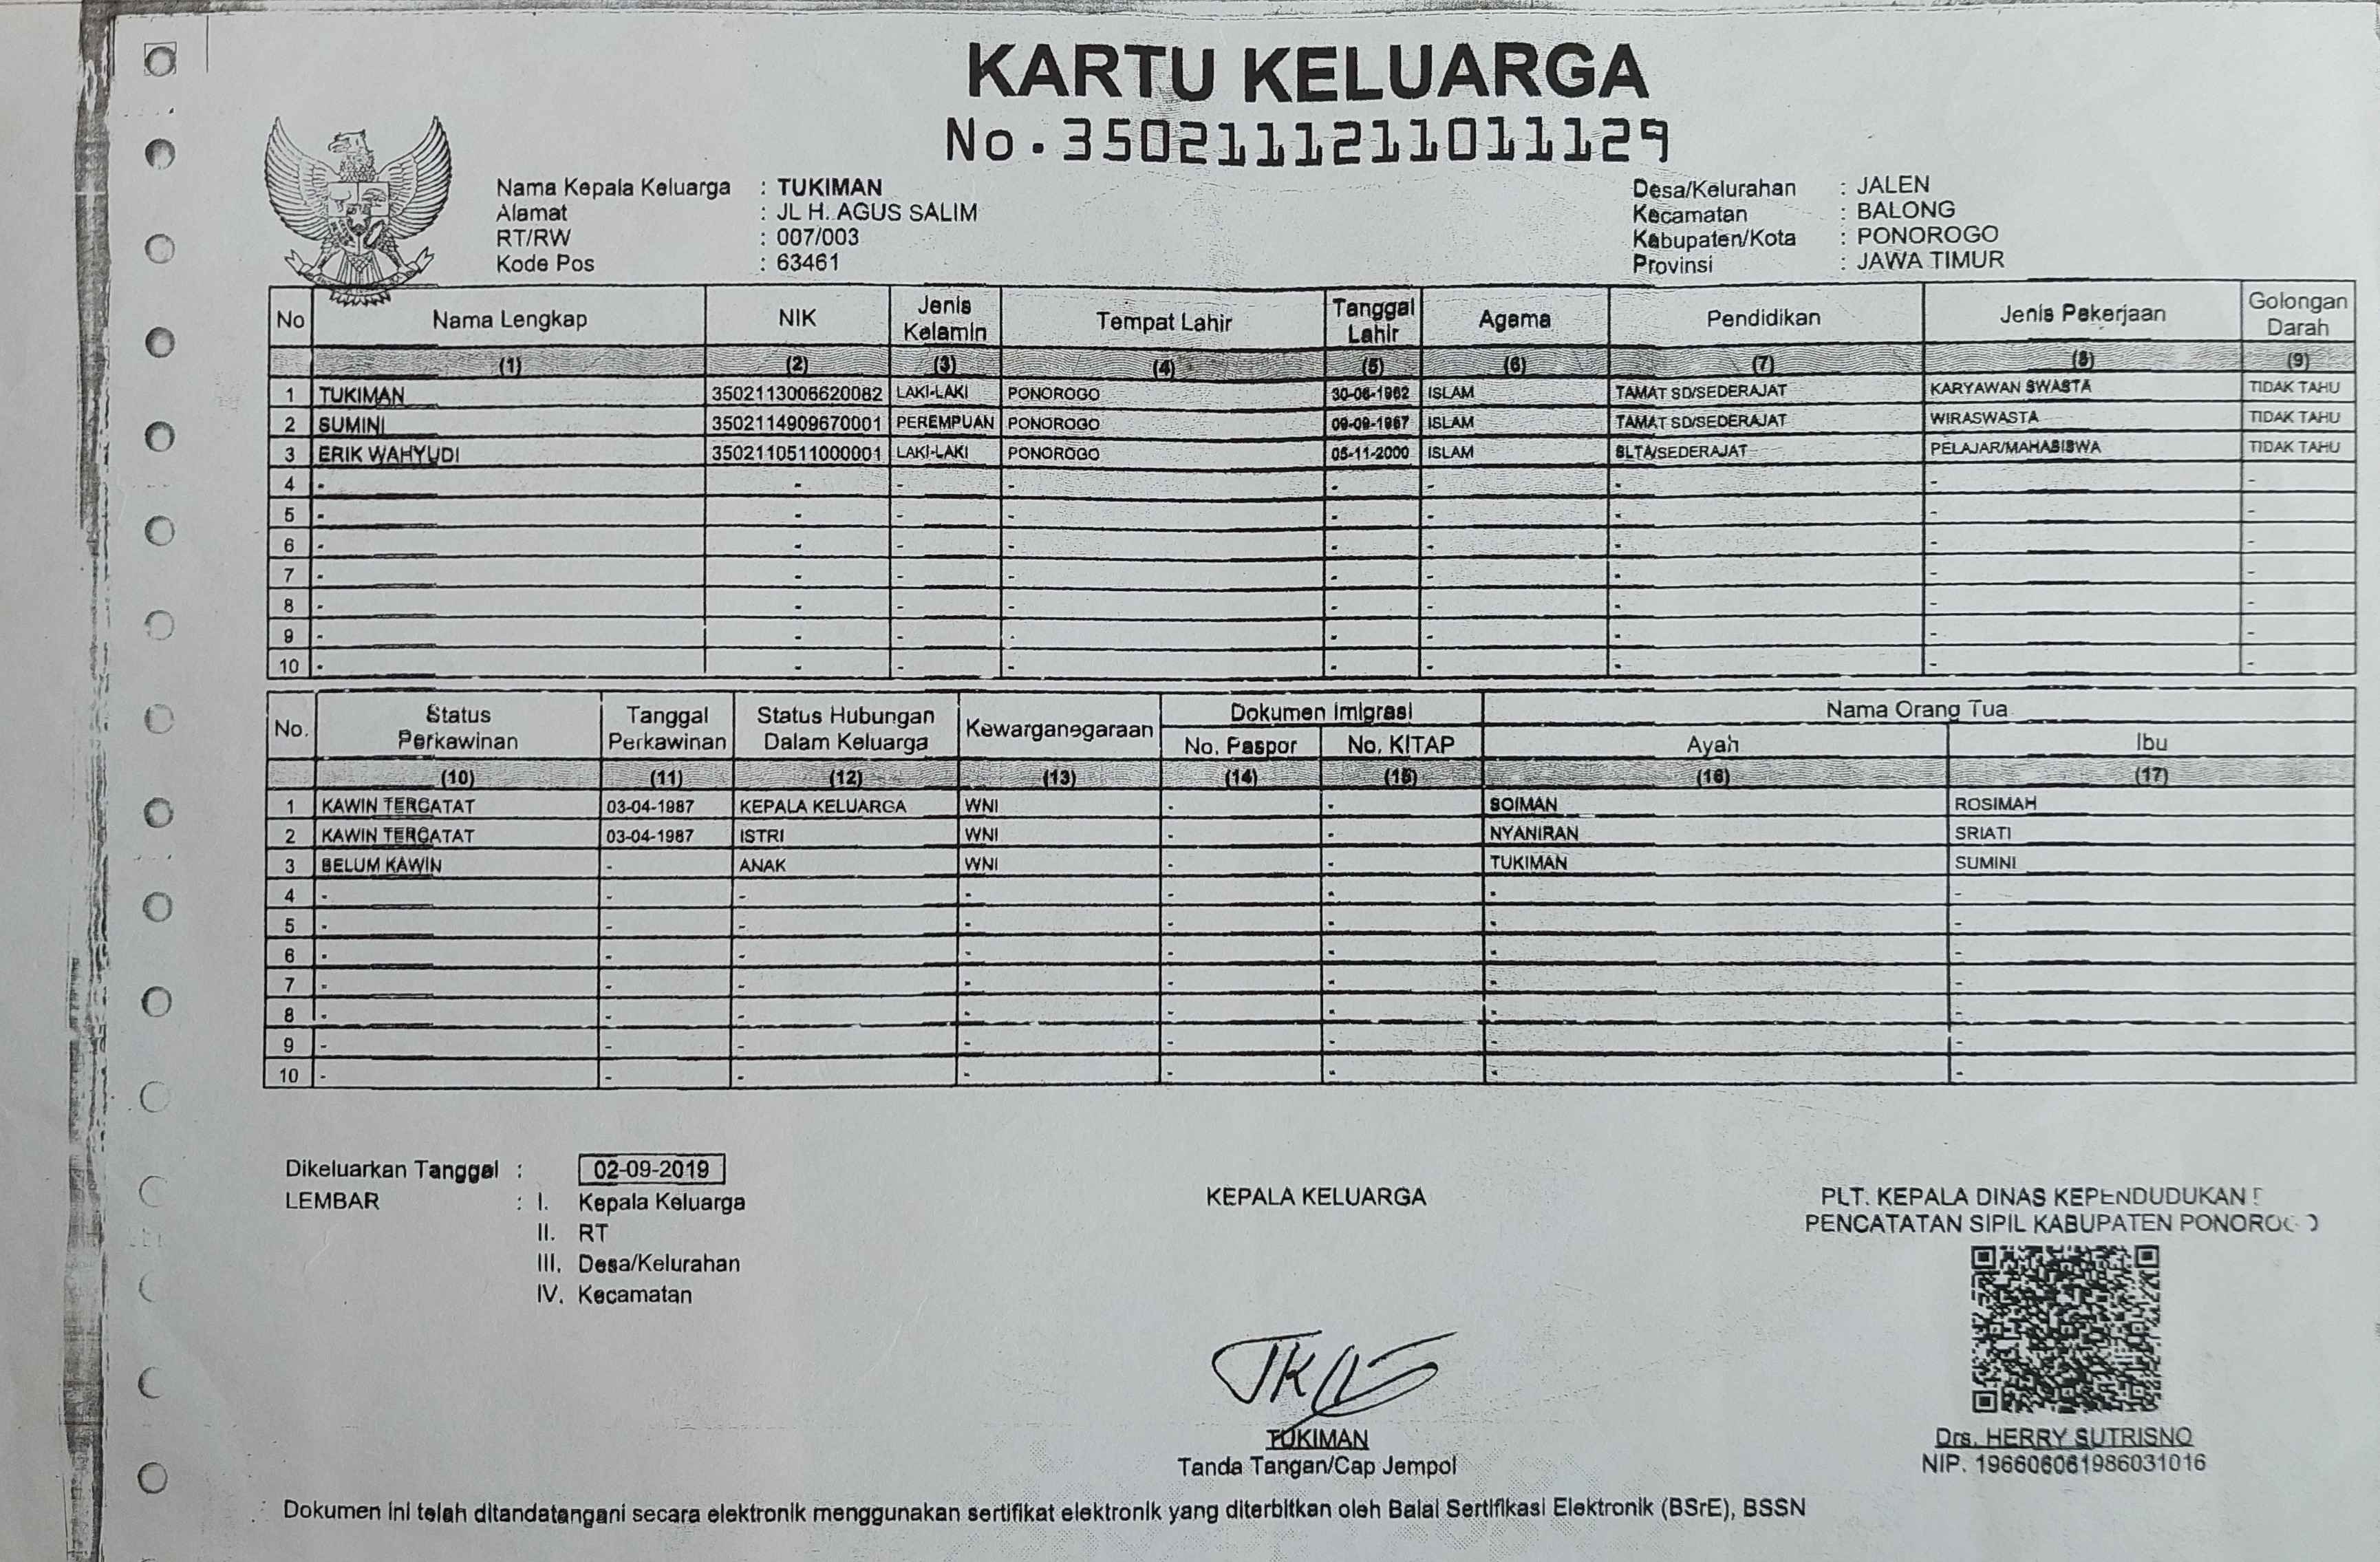 KARTU KELUARGA
No.3502111211011129
Nama Kepala Keluarga : TUKIMAN
Alamat : JL H. AGUS SALIM
RT/RW : 007/003
Kode Pos : 63461
Desa/Kelurahan : JALEN
Kecamatan : BALONG
Kabupaten/Kota : PONOROGO
Provinsi : JAWA TIMUR
No Nama Lengkap NIK Jenis Kelamin Tempat Lahir Tanggal Lahir Agama Pendidikan Jenis Pekerjaan Golongan Darah
(1) (2) (3) (4) (5) (6) (7) (8) (9)
1 TUKIMAN 3502113006620082 LAKI-LAKI PONOROGO 30-06-1962 ISLAM TAMAT SD/SEDERAJAT KARYAWAN SWASTA TIDAK TAHU
2 SUMINI 3502114909670001 PEREMPUAN PONOROGO 09-09-1967 ISLAM TAMAT SD/SEDERAJAT WIRASWASTA TIDAK TAHU
3 ERIK WAHYUDI 3502110511000001 LAKI-LAKI PONOROGO 05-11-2000 ISLAM SLTA/SEDERAJAT PELAJAR/MAHASISWA TIDAK TAHU
4 - - - - - - - - -
5 - - - - - - - - -
6 - - - - - - - - -
7 - - - - - - - - -
8 - - - - - - - - -
9 - - - - - - - - -
10 - - - - - - - - -
No. Status Perkawinan Tanggal Perkawinan Status Hubungan Dalam Keluarga Kewarganegaraan Dokumen Imigrasi Nama Orang Tua
No. Paspor No. KITAP Ayah Ibu
(10) (11) (12) (13) (14) (15) (16) (17)
1 KAWIN TERCATAT 03-04-1987 KEPALA KELUARGA WNI - - SOIMAN ROSIMAH
2 KAWIN TERCATAT 03-04-1987 ISTRI WNI - - NYANIRAN SRIATI
3 BELUM KAWIN - ANAK WNI - - TUKIMAN SUMINI
4 - - - - - - - -
5 - - - - - - - -
6 - - - - - - - -
7 - - - - - - - -
8 - - - - - - - -
9 - - - - - - - -
10 - - - - - - - -
Dikeluarkan Tanggal : 02-09-2019
LEMBAR : I. Kepala Keluarga
II. RT
III. Desa/Kelurahan
IV. Kecamatan
KEPALA KELUARGA
TUKIMAN
Tanda Tangan/Cap Jempol
PLT. KEPALA DINAS KEPENDUDUKAN
PENCATATAN SIPIL KABUPATEN PONOROGO
Drs. HERRY SUTRISNO
NIP. 196606061986031016
Dokumen ini telah ditandatangani secara elektronik menggunakan sertifikat elektronik yang diterbitkan oleh Balai Sertifikasi Elektronik (BSrE), BSSN